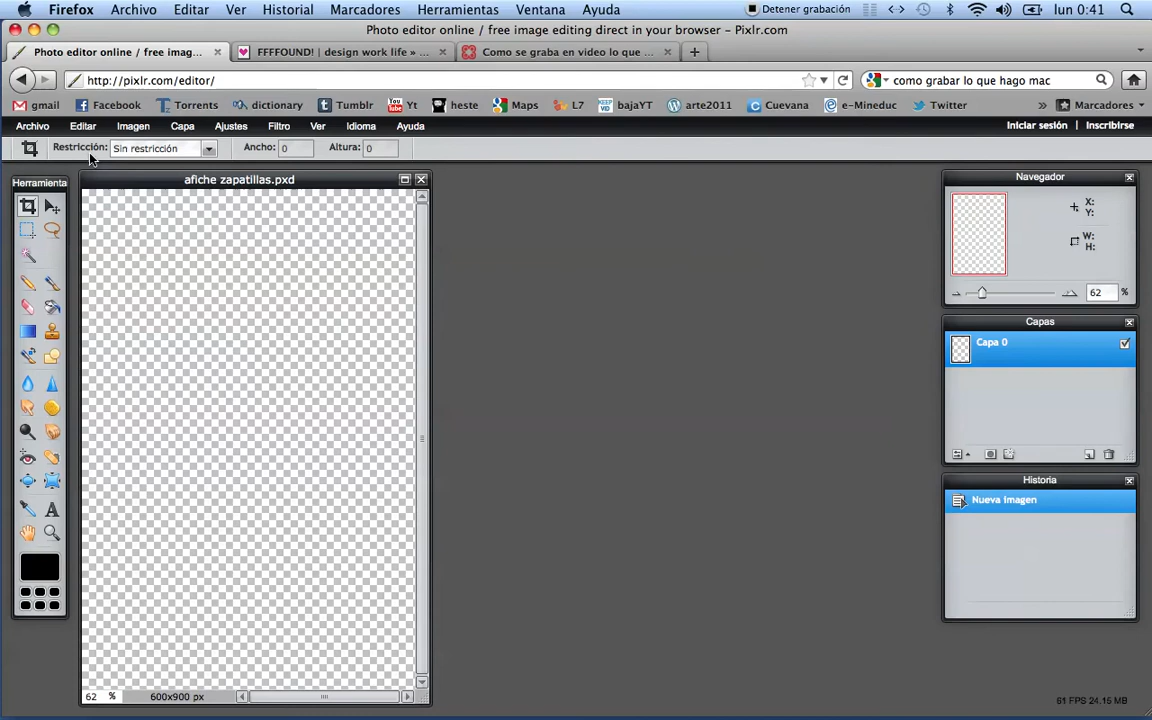 Firefox Archivo Editar Ver Historial Marcadores Herramientas Ventana Ayuda Detener grabación lun 0:41
Photo editor online / free image editing direct in your browser - Pixlr.com
Photo editor online / free imag... FFFFOUND! | design work life » ... Como se graba en video lo que ...
http://pixlr.com/editor/ como grabar lo que hago mac
gmail Facebook Torrents dictionary Tumblr Yt heste Maps L7 bajaYT arte2011 Cuevana e-Mineduc Twitter » Marcadores
Archivo Editar Imagen Capa Ajustes Filtro Ver Idioma Ayuda Iniciar sesión | Inscribirse
Restricción: Sin restricción Ancho: 0 Altura: 0
Herramienta
afiche zapatillas.pxd
Navegador
X:
Y:
W:
H:
62 %
Capas
Capa 0
Historia
Nueva imagen
62 % 600x900 px
61 FPS 24.15 MB